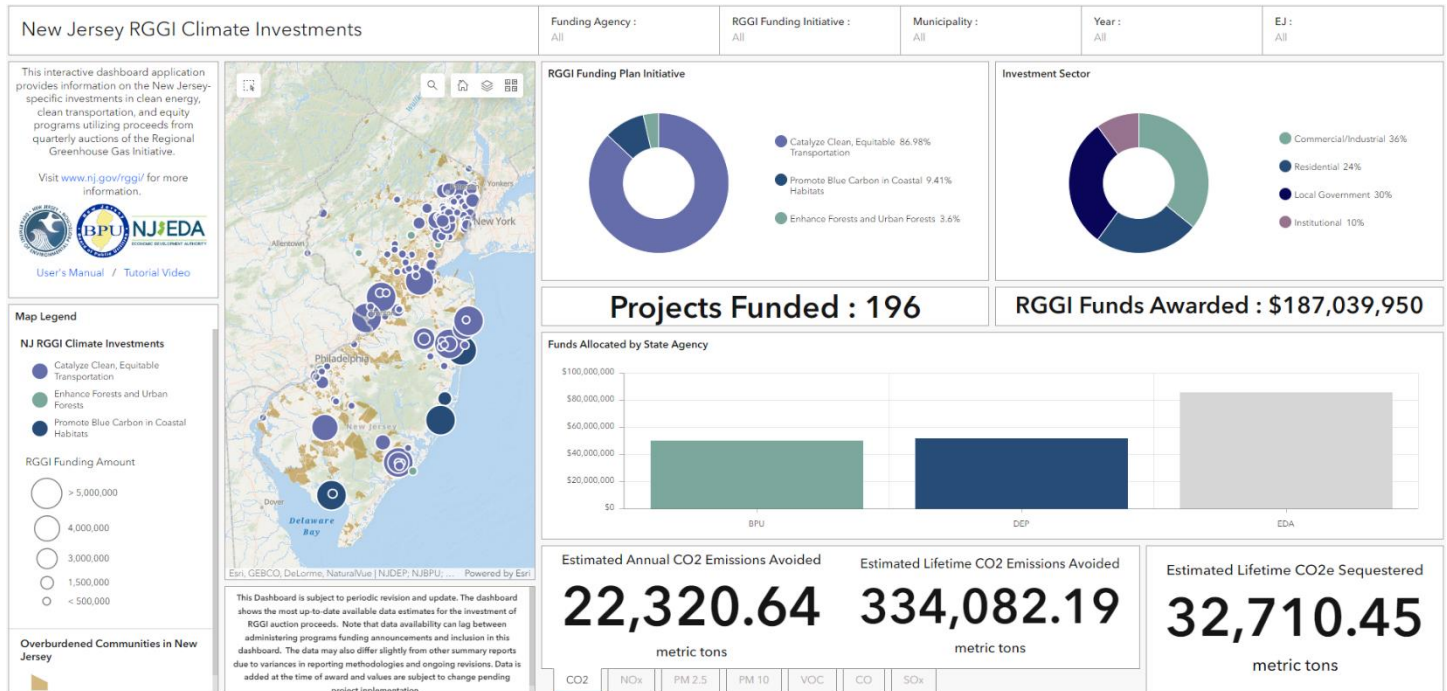 New Jersey RGGI Climate Investments
Funding Agency :
All
RGGI Funding Initiative :
All
Municipality :
All
Year :
All
EJ :
All
This interactive dashboard application
provides information on the New Jersey-
specific investments in clean energy,
clean transportation, and equity
programs utilizing proceeds from
quarterly auctions of the Regional
Greenhouse Gas Initiative.
Visit www.nj.gov/rggi/ for more
information.
BPU
NJEDA
ECONOMIC DEVELOPMENT AUTHORITY
User's Manual / Tutorial Video
Map Legend
NJ RGGI Climate Investments
Catalyze Clean, Equitable
Transportation
Enhance Forests and Urban
Forests
Promote Blue Carbon in Coastal
Habitats
RGGI Funding Amount
> 5,000,000
4,000,000
3,000,000
1,500,000
< 500,000
Overburdened Communities in New
Jersey
Yonkers
New York
Allentown
Philadelphia
New Jersey
Dover
Delaware
Bay
Esri, GEBCO, DeLorme, NaturalVue | NJDEP; NJBPU; ... Powered by Esri
This Dashboard is subject to periodic revision and update. The dashboard
shows the most up-to-date available data estimates for the investment of
RGGI auction proceeds. Note that data availability can lag between
administering programs funding announcements and inclusion in this
dashboard. The data may also differ slightly from other summary reports
due to variances in reporting methodologies and ongoing revisions. Data is
added at the time of award and values are subject to change pending
project implementation
RGGI Funding Plan Initiative
Catalyze Clean, Equitable 86.98%
Transportation
Promote Blue Carbon in Coastal 9.41%
Habitats
Enhance Forests and Urban Forests 3.6%
Investment Sector
Commercial/Industrial 36%
Residential 24%
Local Government 30%
Institutional 10%
Projects Funded : 196
RGGI Funds Awarded : $187,039,950
Funds Allocated by State Agency
$100,000,000
$80,000,000
$60,000,000
$40,000,000
$20,000,000
$0
BPU
DEP
EDA
Estimated Annual CO2 Emissions Avoided
22,320.64
metric tons
Estimated Lifetime CO2 Emissions Avoided
334,082.19
metric tons
Estimated Lifetime CO2e Sequestered
32,710.45
metric tons
CO2
NOx
PM 2.5
PM 10
VOC
CO
SOx